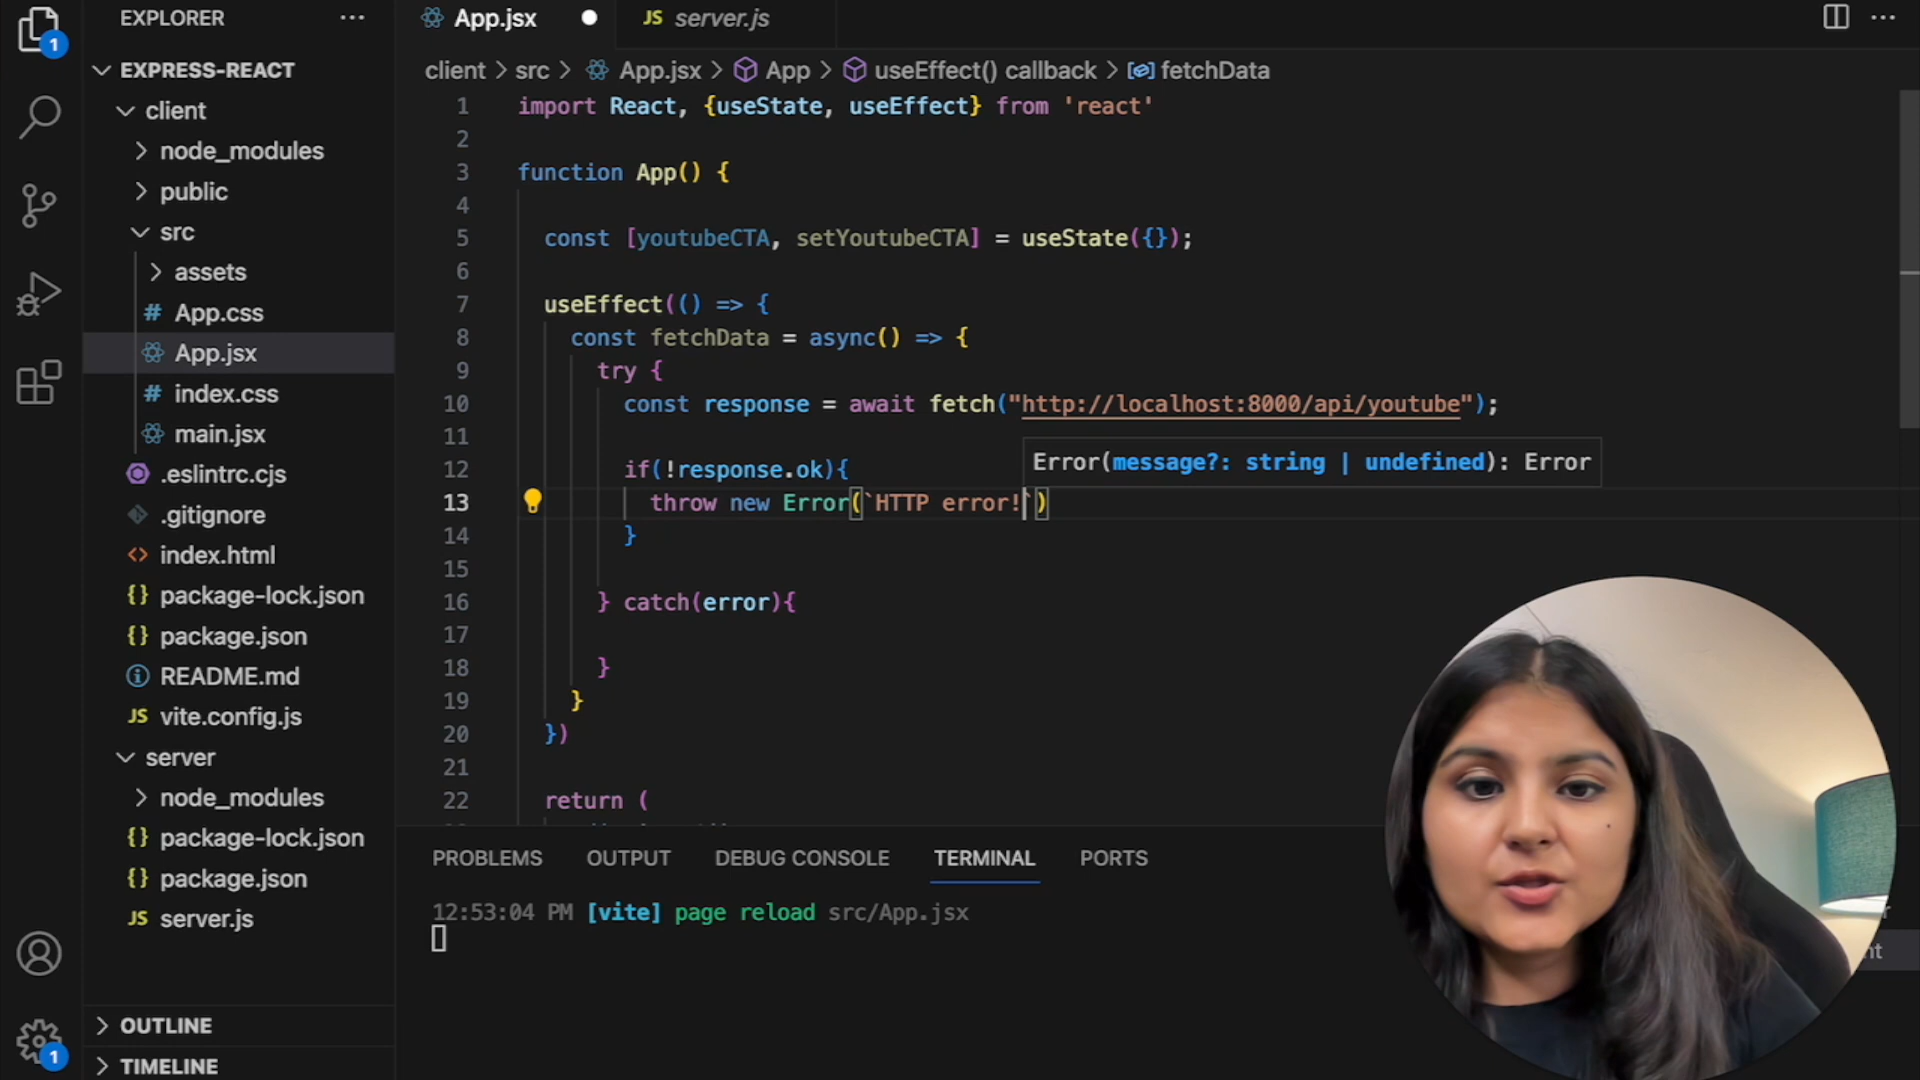 EXPLORER
EXPRESS-REACT
client
node_modules
public
src
assets
App.css
App.jsx
index.css
main.jsx
.eslintrc.cjs
.gitignore
index.html
package-lock.json
package.json
README.md
vite.config.js
server
node_modules
package-lock.json
package.json
server.js
OUTLINE
TIMELINE
1
1
App.jsx
JS server.js
client > src > App.jsx > App > useEffect() callback > fetchData
1 import React, {useState, useEffect} from 'react'
2
3 function App() {
4
5 const [youtubeCTA, setYoutubeCTA] = useState({});
6
7 useEffect(() => {
8 const fetchData = async() => {
9 try {
10 const response = await fetch("http://localhost:8000/api/youtube");
11
Error(message?: string | undefined): Error
12 if(!response.ok){
13 throw new Error(`HTTP error!`)
14 }
15
16 } catch(error){
17
18 }
19 }
20 })
21
22 return (
PROBLEMS OUTPUT DEBUG CONSOLE TERMINAL PORTS
12:53:04 PM [vite] page reload src/App.jsx